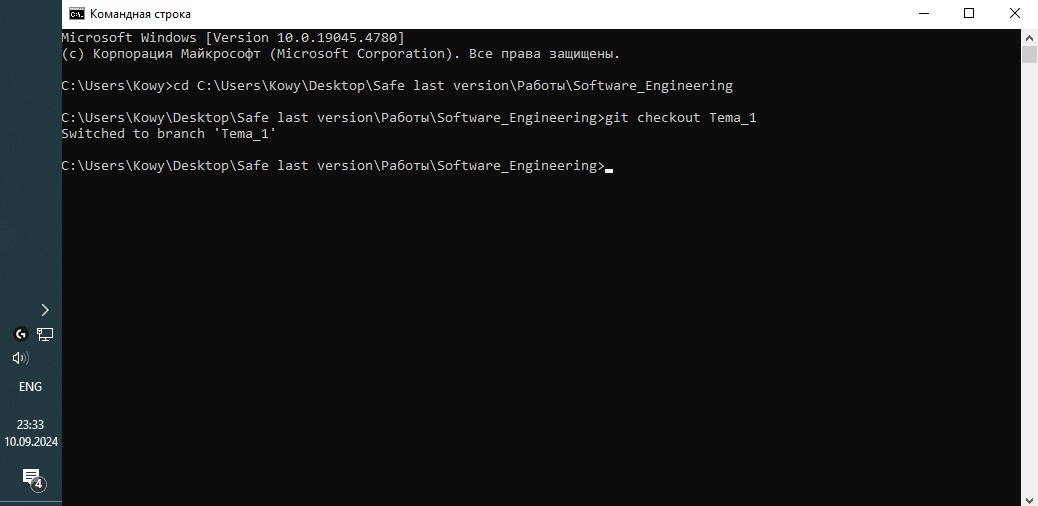 Командная строка
Microsoft Windows [Version 10.0.19045.4780]
(c) Корпорация Майкрософт (Microsoft Corporation). Все права защищены.
C:\Users\Kowy>cd C:\Users\Kowy\Desktop\Safe last version\Работы\Software_Engineering
C:\Users\Kowy\Desktop\Safe last version\Работы\Software_Engineering>git checkout Tema_1
Switched to branch 'Tema_1'
C:\Users\Kowy\Desktop\Safe last version\Работы\Software_Engineering>
ENG
23:33
10.09.2024
4